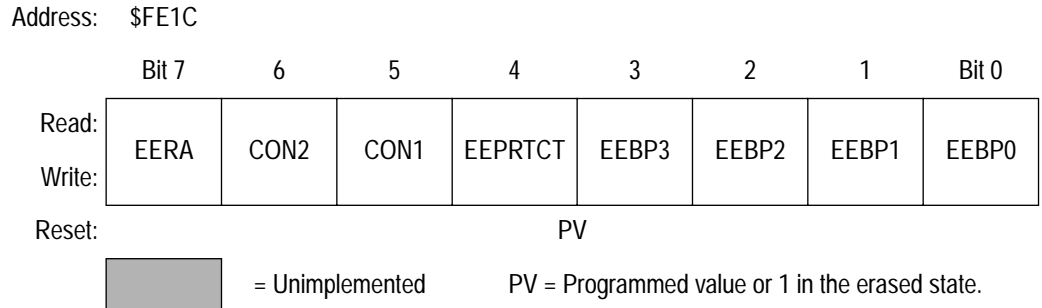 Address: $FE1C
Bit 7 6 5 4 3 2 1 Bit 0
Read:
EERA CON2 CON1 EEPRTCT EEBP3 EEBP2 EEBP1 EEBP0
Write:
Reset: PV
= Unimplemented PV = Programmed value or 1 in the erased state.